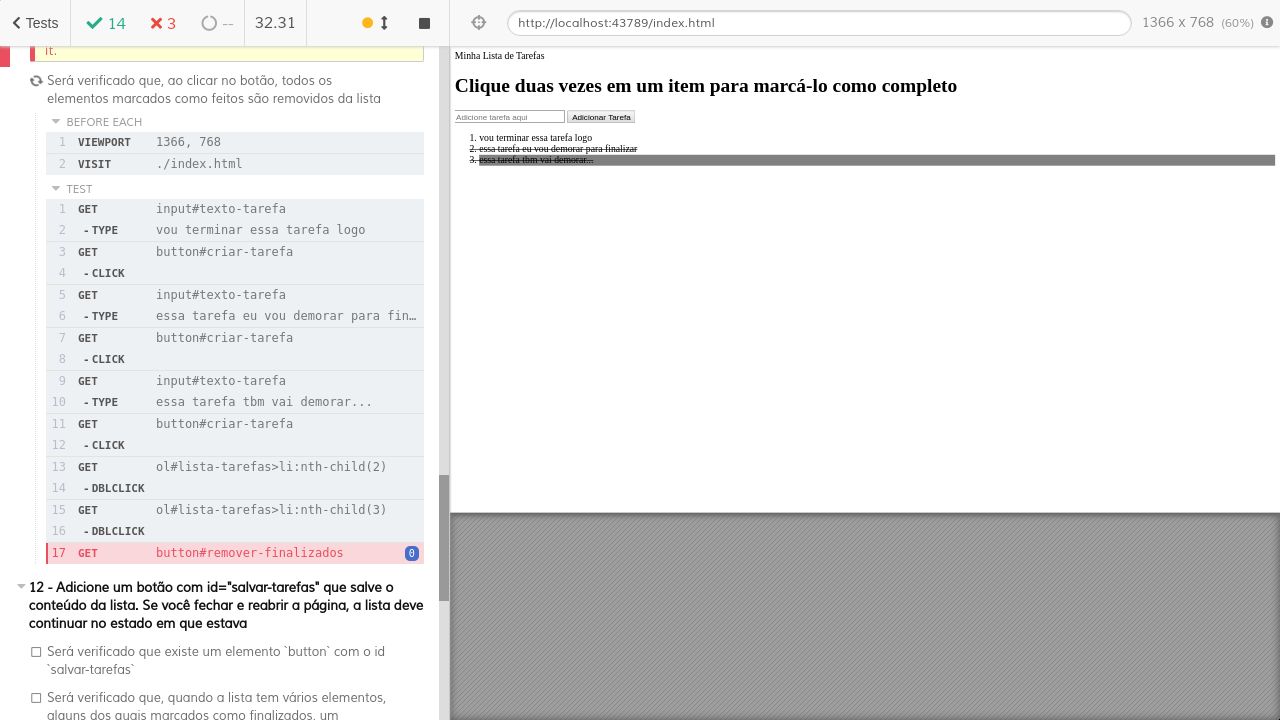 Tests
14
3
--
32.31
http://localhost:43789/index.html
1366 x 768 (60%)
it.
Será verificado que, ao clicar no botão, todos os
elementos marcados como feitos são removidos da lista
BEFORE EACH
1 VIEWPORT 1366, 768
2 VISIT ./index.html
TEST
1 GET input#texto-tarefa
2 -TYPE vou terminar essa tarefa logo
3 GET button#criar-tarefa
4 -CLICK
5 GET input#texto-tarefa
6 -TYPE essa tarefa eu vou demorar para fin…
7 GET button#criar-tarefa
8 -CLICK
9 GET input#texto-tarefa
10 -TYPE essa tarefa tbm vai demorar...
11 GET button#criar-tarefa
12 -CLICK
13 GET ol#lista-tarefas>li:nth-child(2)
14 -DBLCLICK
15 GET ol#lista-tarefas>li:nth-child(3)
16 -DBLCLICK
17 GET button#remover-finalizados 0
12 - Adicione um botão com id="salvar-tarefas" que salve o
conteúdo da lista. Se você fechar e reabrir a página, a lista deve
continuar no estado em que estava
Será verificado que existe um elemento `button` com o id
`salvar-tarefas`
Será verificado que, quando a lista tem vários elementos,
alguns dos quais marcados como finalizados, um
Minha Lista de Tarefas
Clique duas vezes em um item para marcá-lo como completo
Adicione tarefa aqui
Adicionar Tarefa
1. vou terminar essa tarefa logo
2. essa tarefa eu vou demorar para finalizar
3. essa tarefa tbm vai demorar...